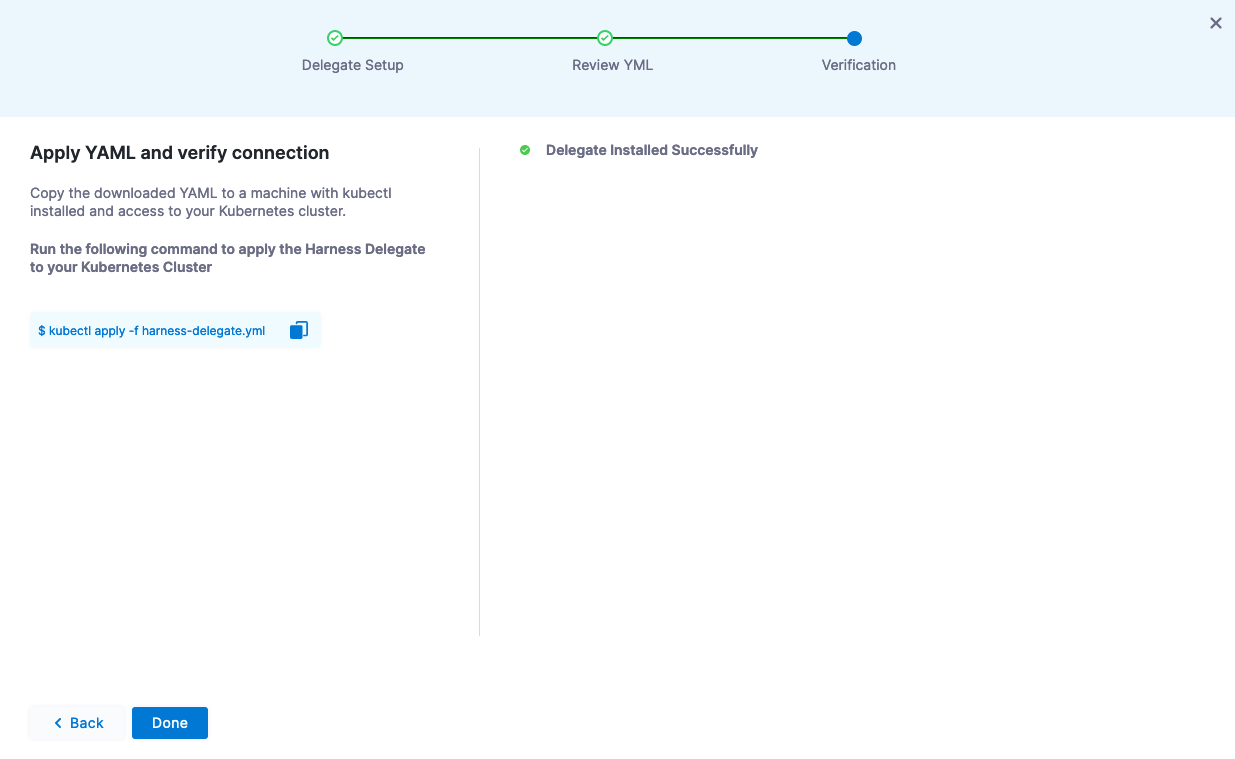 Delegate Setup
Review YML
Verification
Apply YAML and verify connection
Copy the downloaded YAML to a machine with kubectl
installed and access to your Kubernetes cluster.
Run the following command to apply the Harness Delegate
to your Kubernetes Cluster
$ kubectl apply -f harness-delegate.yml
Delegate Installed Successfully
Back
Done